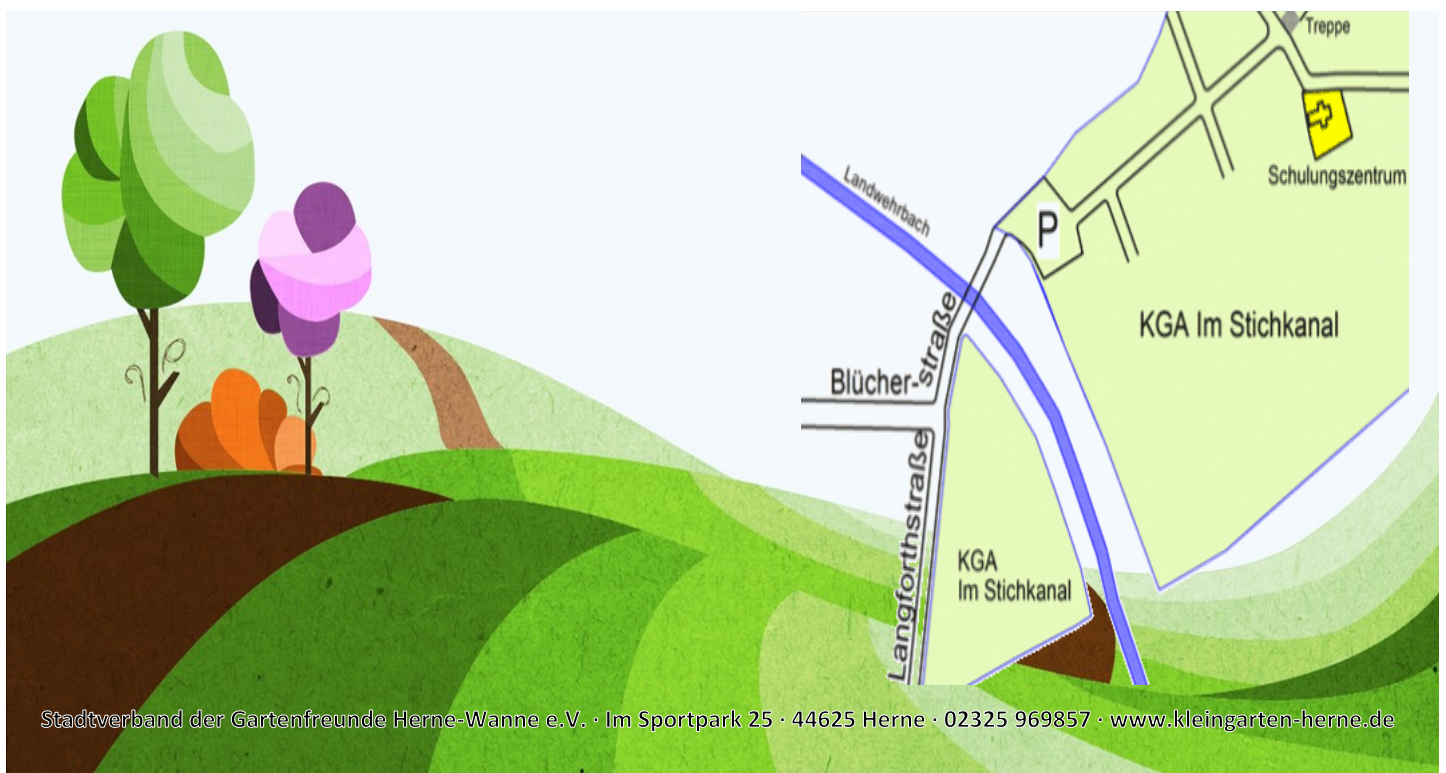 Treppe
Schulungszentrum
Landwehrbach
P
KGA Im Stichkanal
Blücher-
straße
Langforthstraße
KGA
Im Stichkanal
Stadtverband der Gartenfreunde Herne-Wanne e.V. · Im Sportpark 25 · 44625 Herne · 02325 969857 · www.kleingarten-herne.de